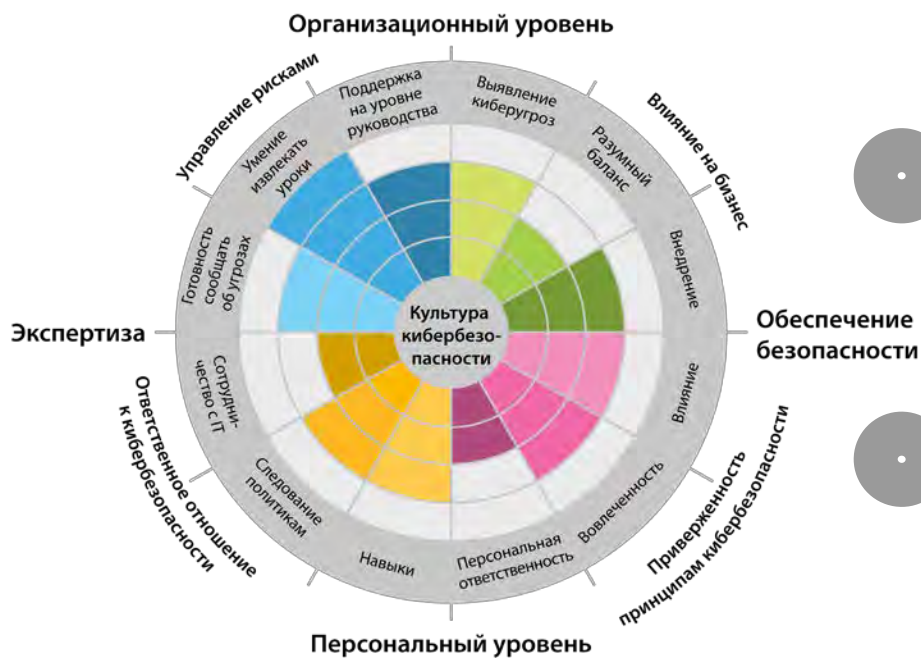 Организационный уровень
Управление рисками
Влияние на бизнес
Поддержка
на уровне
руководства
Выявление
киберугроз
Разумный
баланс
Умение
извлекать
уроки
Готовность
сообщать
об угрозах
Внедрение
Культура
кибербезо-
пасности
Экспертиза
Обеспечение
безопасности
Сотрудни-
чество с IT
Влияние
Ответственное отношение
к кибербезопасности
Следование
политикам
Навыки
Персональная
ответственность
Вовлеченность
Приверженность
принципам кибербезопасности
Персональный уровень